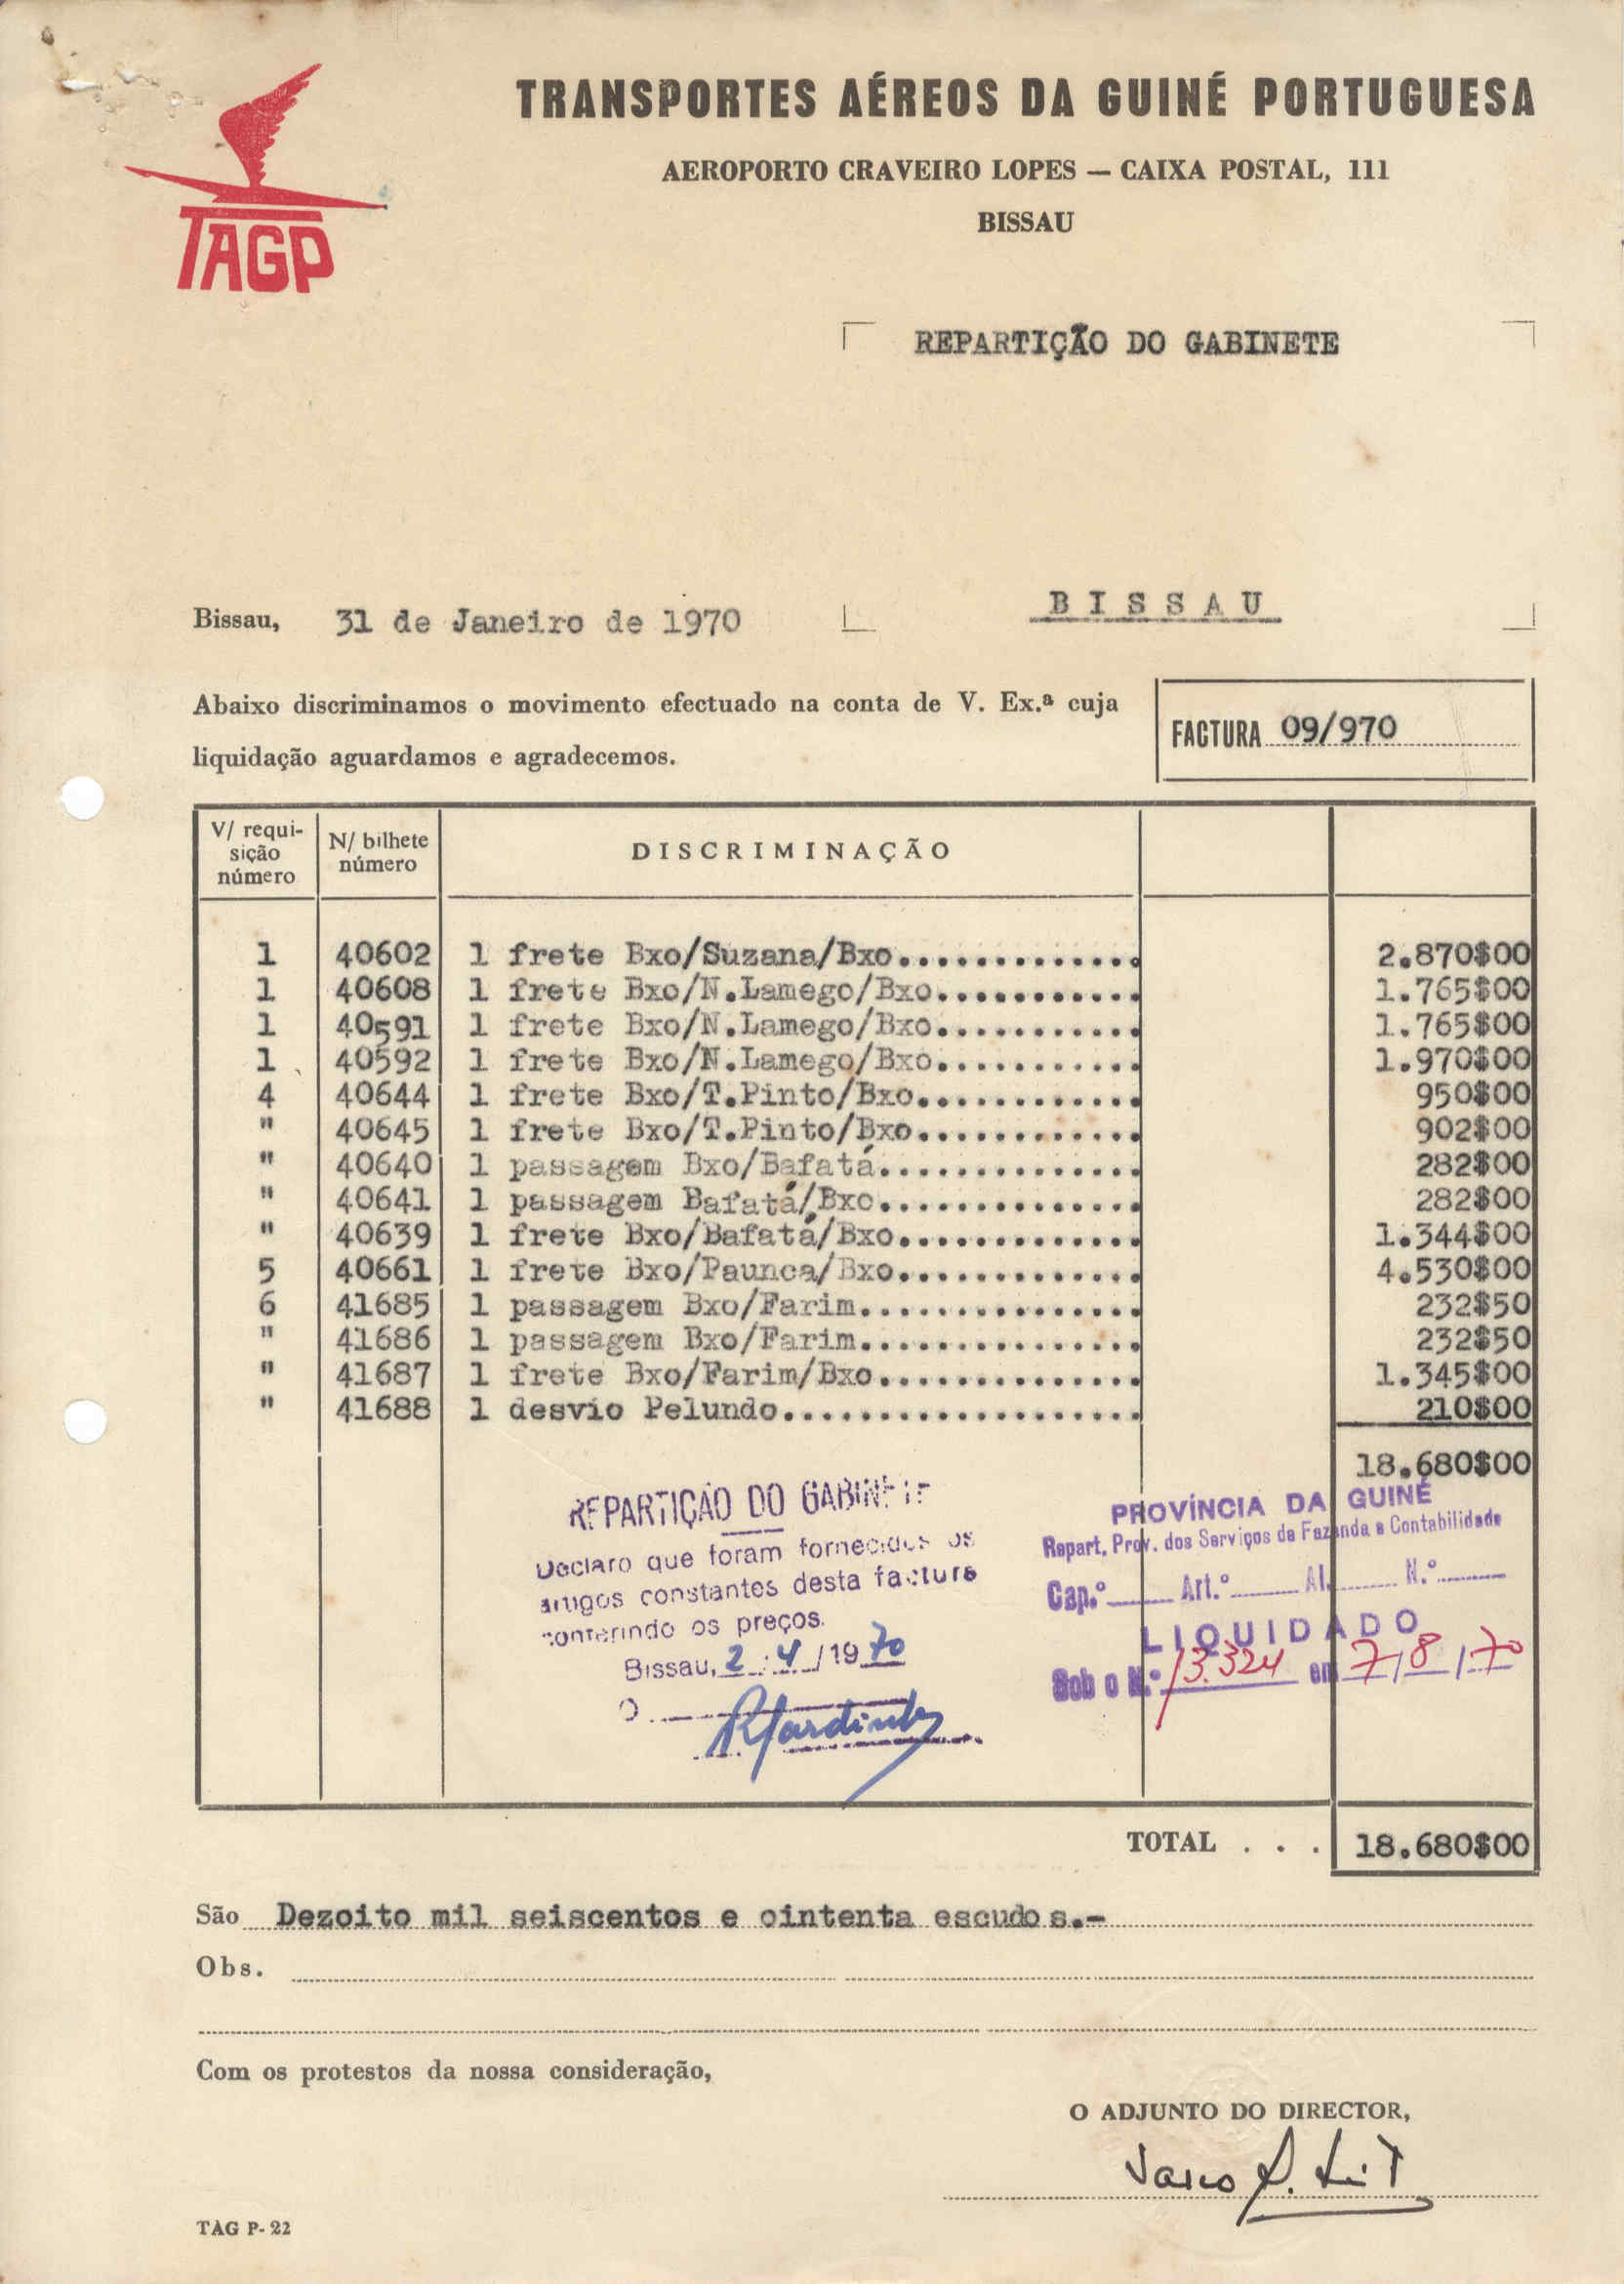 TRANSPORTES AÉREOS DA GUINÉ PORTUGUESA
TAGP
AEROPORTO CRAVEIRO LOPES — CAIXA POSTAL, 111
BISSAU
REPARTIÇÃO DO GABINETE
BISSAU
Bissau, 31 de Janeiro de 1970
Abaixo discriminamos o movimento efectuado na conta de V. Ex.ª cuja
liquidação aguardamos e agradecemos.
FACTURA 09/970
V/ requi-
sição
número
N/ bilhete
número
DISCRIMINAÇÃO
1 40602 1 frete Bxo/Suzana/Bxo............. 2.870$00
1 40608 1 frete Bxo/N.Lamego/Bxo........... 1.765$00
1 40591 1 frete Bxo/N.Lamego/Bxo........... 1.765$00
1 40592 1 frete Bxo/N.Lamego/Bxo........... 1.970$00
4 40644 1 frete Bxo/T.Pinto/Bxo............ 950$00
" 40645 1 frete Bxo/T.Pinto/Bxo............ 902$00
" 40640 1 passagem Bxo/Bafatá.............. 282$00
" 40641 1 passagem Bafatá/Bxo.............. 282$00
" 40639 1 frete Bxo/Bafatá/Bxo............. 1.344$00
5 40661 1 frete Bxo/Paunca/Bxo............. 4.530$00
6 41685 1 passagem Bxo/Farim............... 232$50
" 41686 1 passagem Bxo/Farim............... 232$50
" 41687 1 frete Bxo/Farim/Bxo.............. 1.345$00
" 41688 1 desvio Pelundo................... 210$00
18.680$00
REPARTIÇÃO DO GABINETE
Declaro que foram fornecidos os
artigos constantes desta factura
conferindo os preços.
Bissau, 2 / 4 / 1970
O
PROVÍNCIA DA GUINÉ
Repart. Prov. dos Serviços de Fazenda e Contabilidade
Cap.º Art.º Al. N.º
LIQUIDADO
Sob o N.º 13.324 em 7 / 8 / 70
TOTAL . . . 18.680$00
São Dezoito mil seiscentos e ointenta escudos.-
Obs.
Com os protestos da nossa consideração,
O ADJUNTO DO DIRECTOR,
TAG P-22